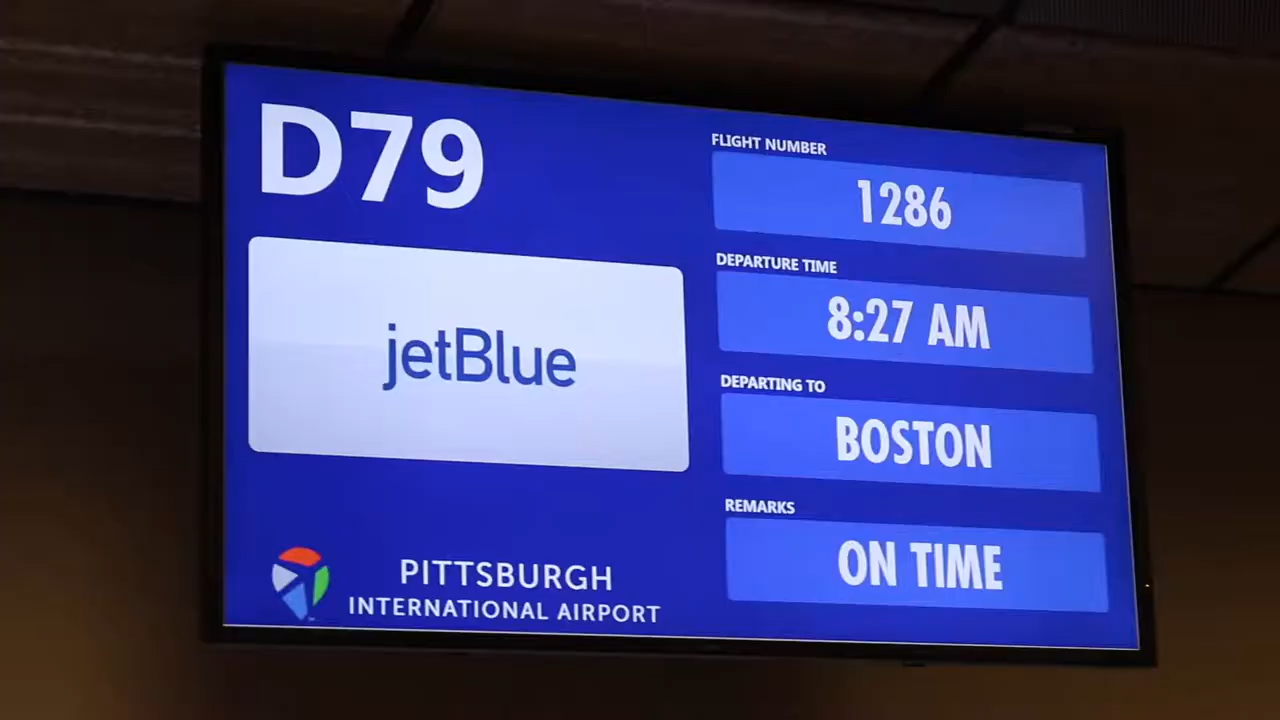 D79
jetBlue
PITTSBURGH
INTERNATIONAL AIRPORT
FLIGHT NUMBER
1286
DEPARTURE TIME
8:27 AM
DEPARTING TO
BOSTON
REMARKS
ON TIME